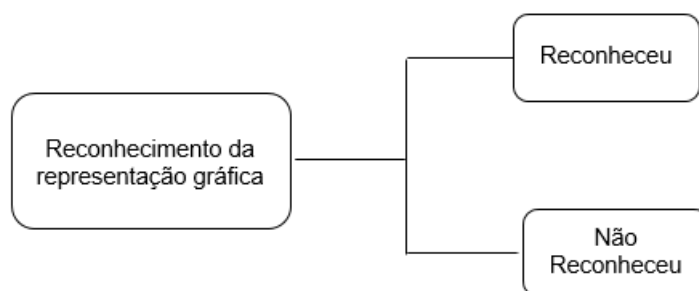 Reconheceu
Reconhecimento da
representação gráfica
Não
Reconheceu